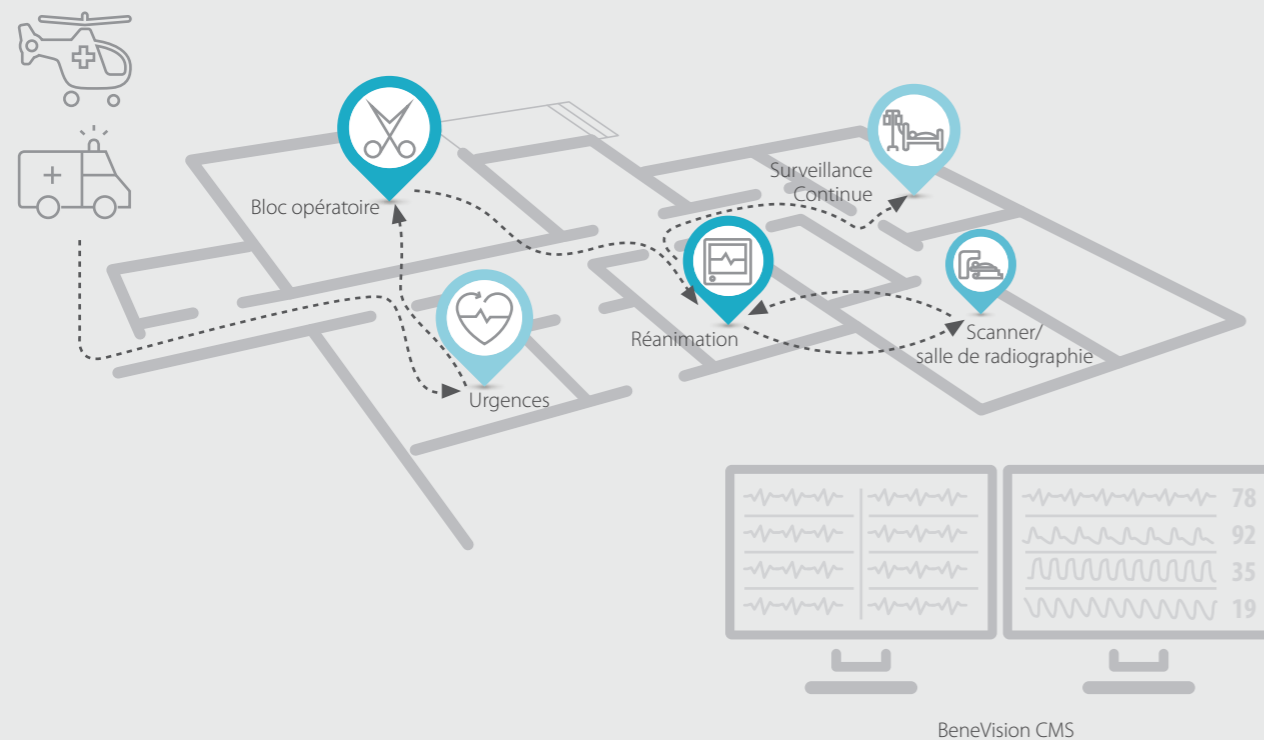 Surveillance
Continue
Bloc opératoire
Réanimation
Scanner/
salle de radiographie
Urgences
78
92
35
19
BeneVision CMS